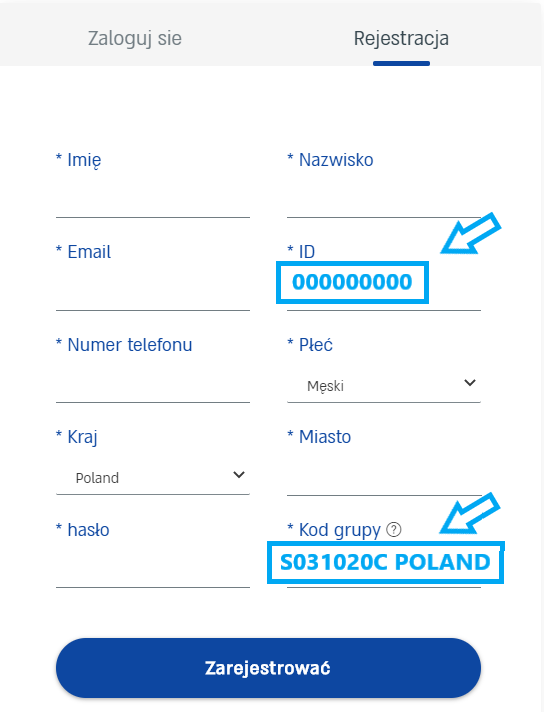 Zaloguj sie Rejestracja
* Imię * Nazwisko
* Email * ID
000000000
* Numer telefonu * Płeć
Męski
* Kraj * Miasto
Poland
* hasło * Kod grupy ?
S031020C POLAND
Zarejestrować